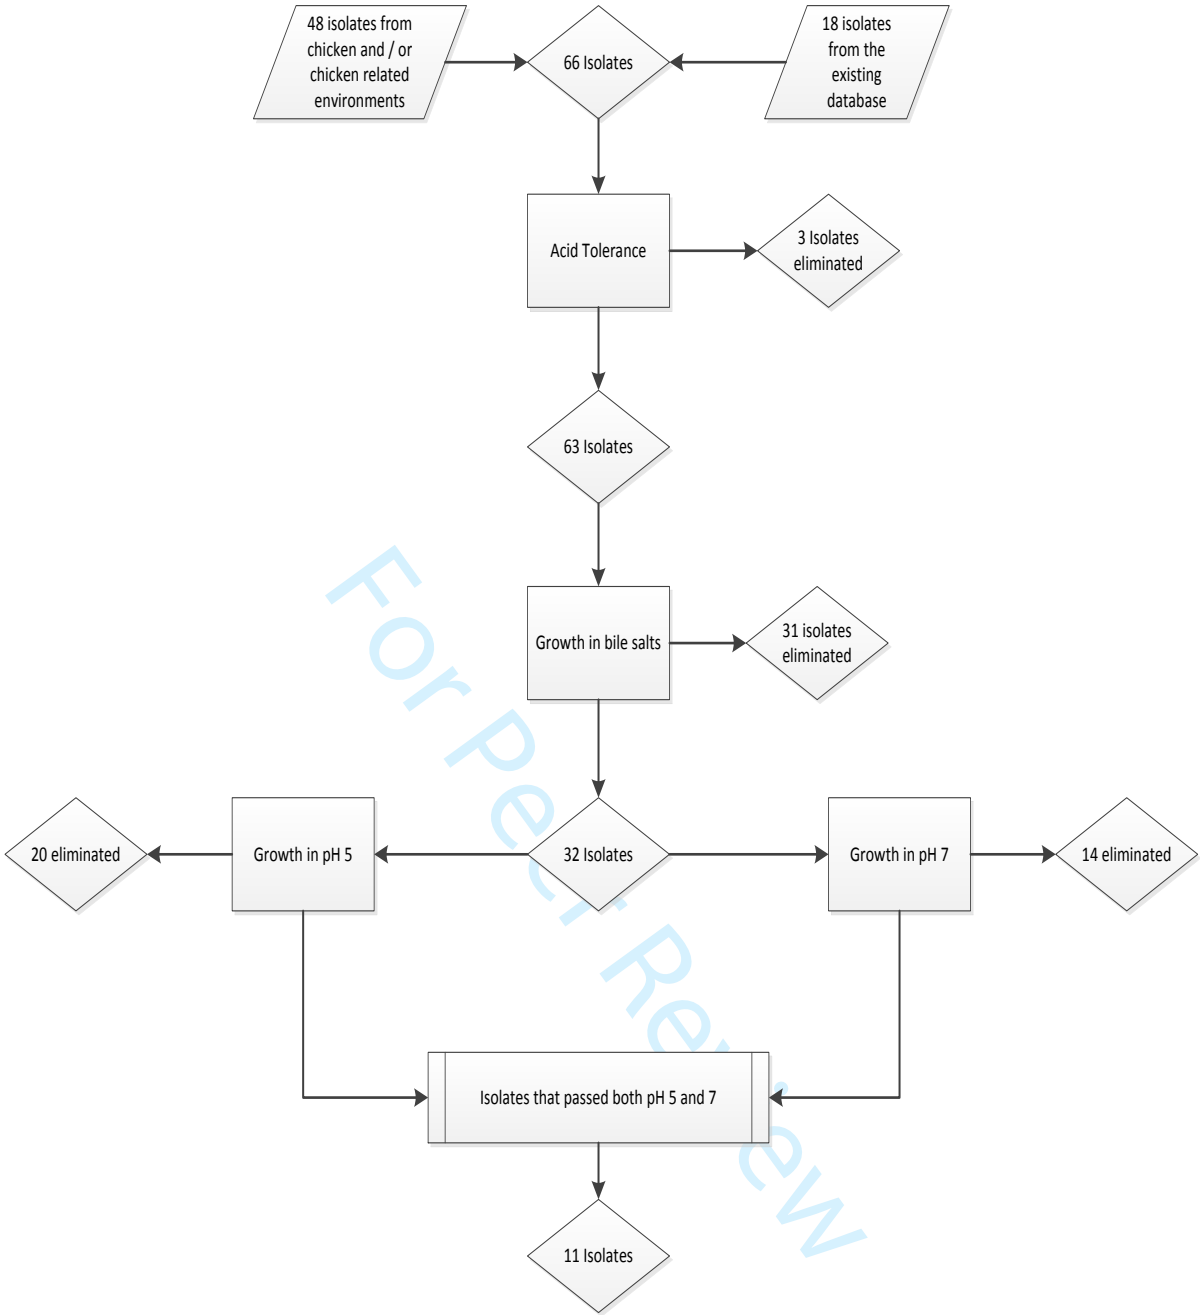 48 isolates from
chicken and / or
chicken related
environments
66 Isolates
18 isolates
from the
existing
database
Acid Tolerance
3 Isolates
eliminated
63 Isolates
Growth in bile salts
31 isolates
eliminated
20 eliminated
Growth in pH 5
32 Isolates
Growth in pH 7
14 eliminated
Isolates that passed both pH 5 and 7
11 Isolates
For Peer Review